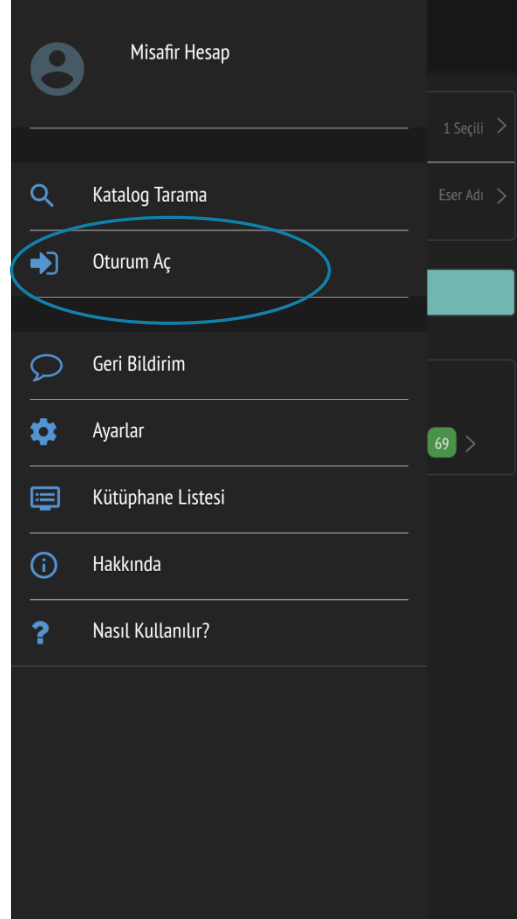 Misafir Hesap
1 Seçili
Katalog Tarama
Eser Adı
Oturum Aç
Geri Bildirim
Ayarlar
69
Kütüphane Listesi
Hakkında
Nasıl Kullanılır?